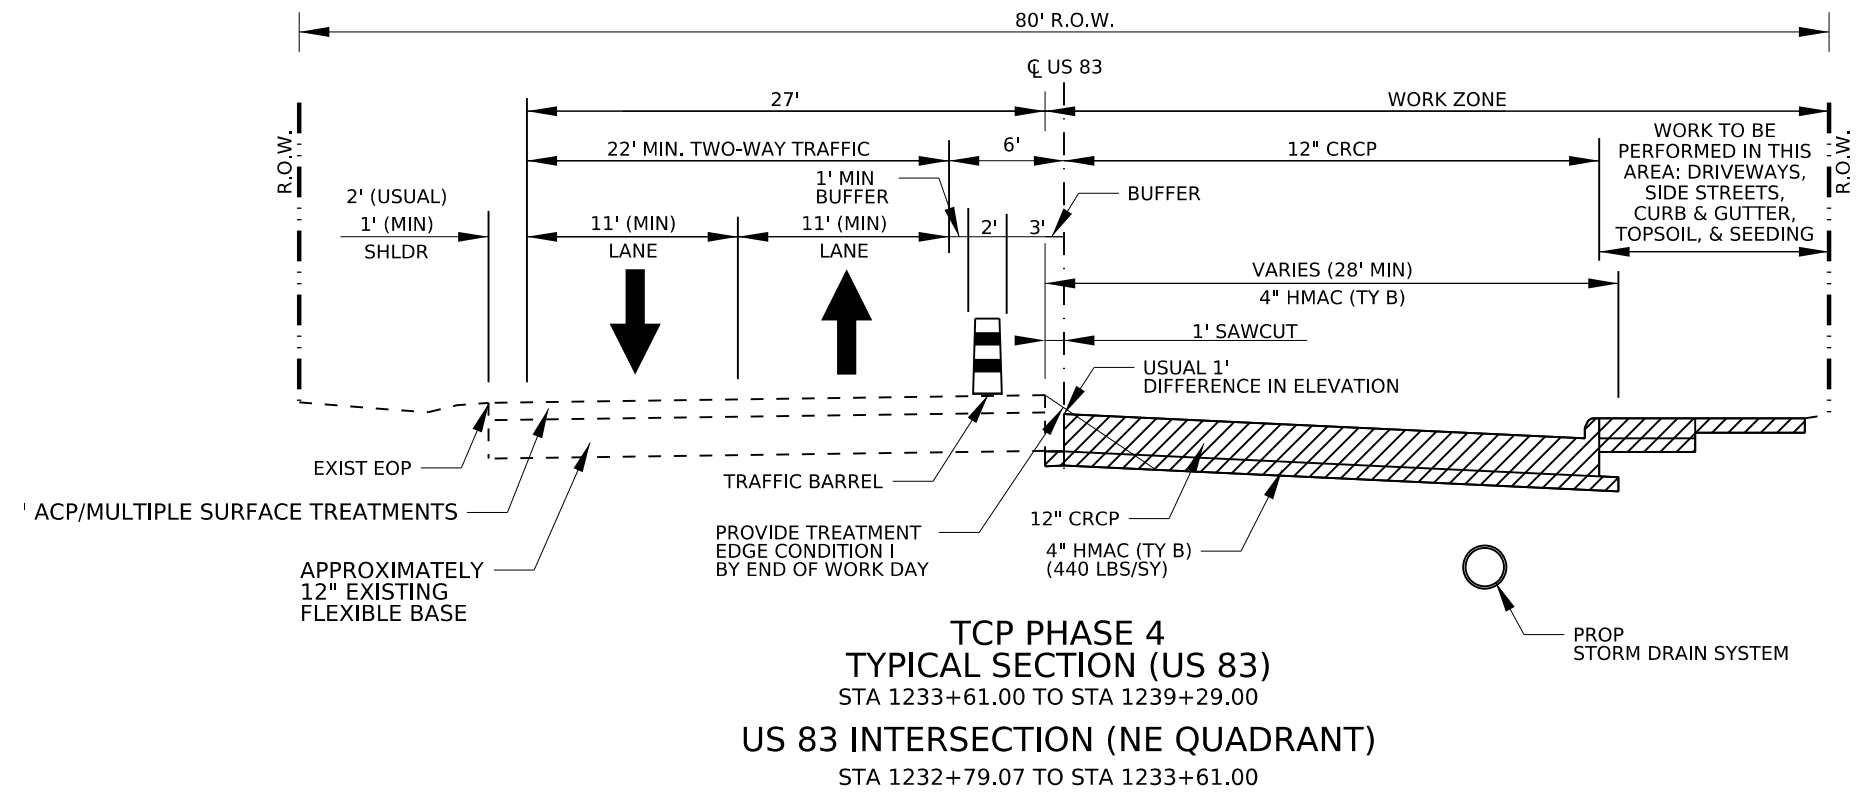 80' R.O.W.
℄ US 83
27'
WORK ZONE
R.O.W.
R.O.W.
22' MIN. TWO-WAY TRAFFIC
6'
12" CRCP
WORK TO BE
PERFORMED IN THIS
AREA: DRIVEWAYS,
SIDE STREETS,
CURB & GUTTER,
TOPSOIL, & SEEDING
1' MIN
BUFFER
BUFFER
2' (USUAL)
1' (MIN)
SHLDR
11' (MIN)
LANE
11' (MIN)
LANE
2'
3'
VARIES (28' MIN)
4" HMAC (TY B)
1' SAWCUT
USUAL 1'
DIFFERENCE IN ELEVATION
EXIST EOP
TRAFFIC BARREL
' ACP/MULTIPLE SURFACE TREATMENTS
12" CRCP
PROVIDE TREATMENT
EDGE CONDITION I
BY END OF WORK DAY
4" HMAC (TY B)
(440 LBS/SY)
APPROXIMATELY
12" EXISTING
FLEXIBLE BASE
PROP
STORM DRAIN SYSTEM
TCP PHASE 4
TYPICAL SECTION (US 83)
STA 1233+61.00 TO STA 1239+29.00
US 83 INTERSECTION (NE QUADRANT)
STA 1232+79.07 TO STA 1233+61.00